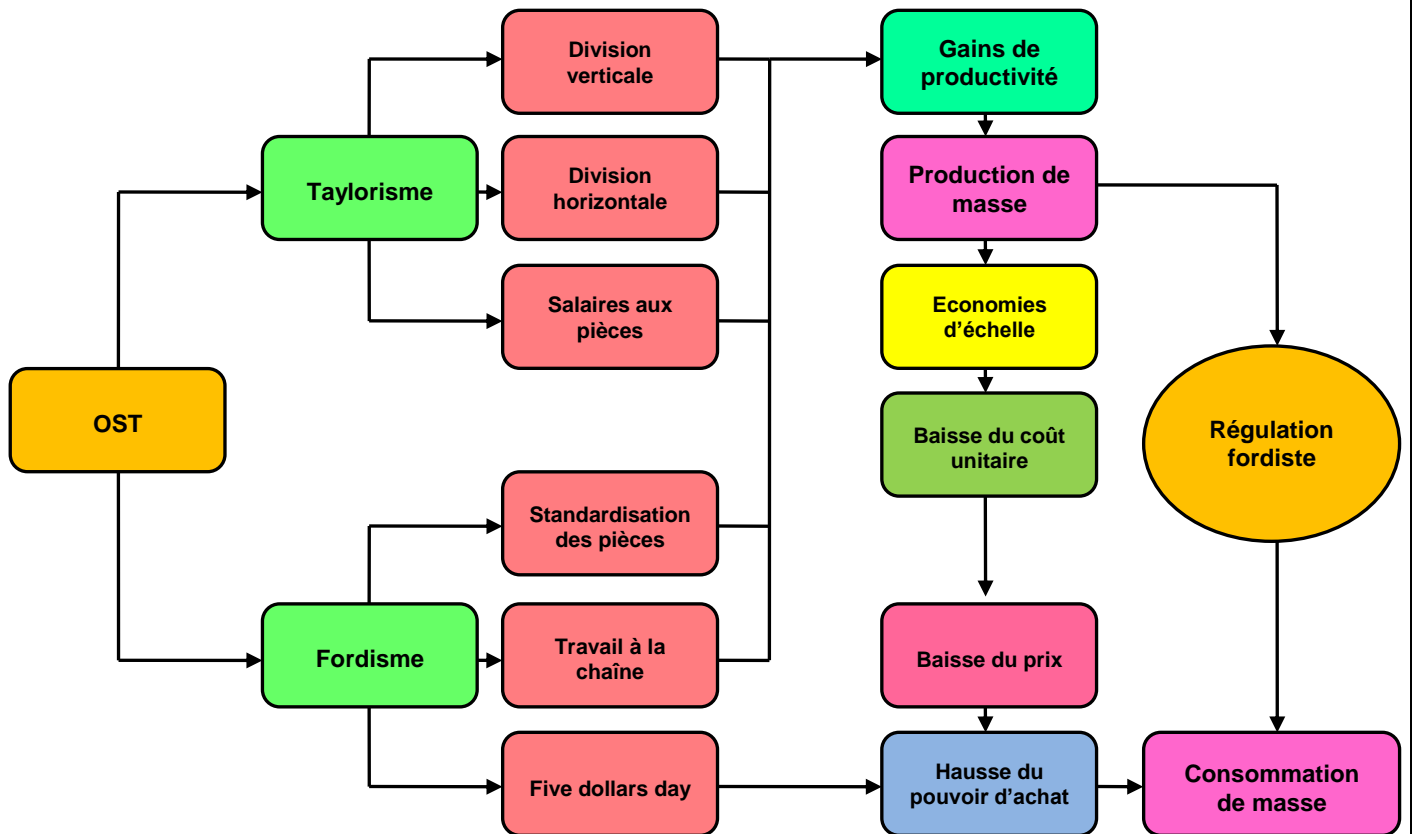 Division
verticale
Gains de
productivité
Taylorisme
Division
horizontale
Production de
masse
Salaires aux
pièces
Economies
d’échelle
OST
Baisse du coût
unitaire
Régulation
fordiste
Standardisation
des pièces
Fordisme
Travail à la
chaîne
Baisse du prix
Five dollars day
Hausse du
pouvoir d’achat
Consommation
de masse